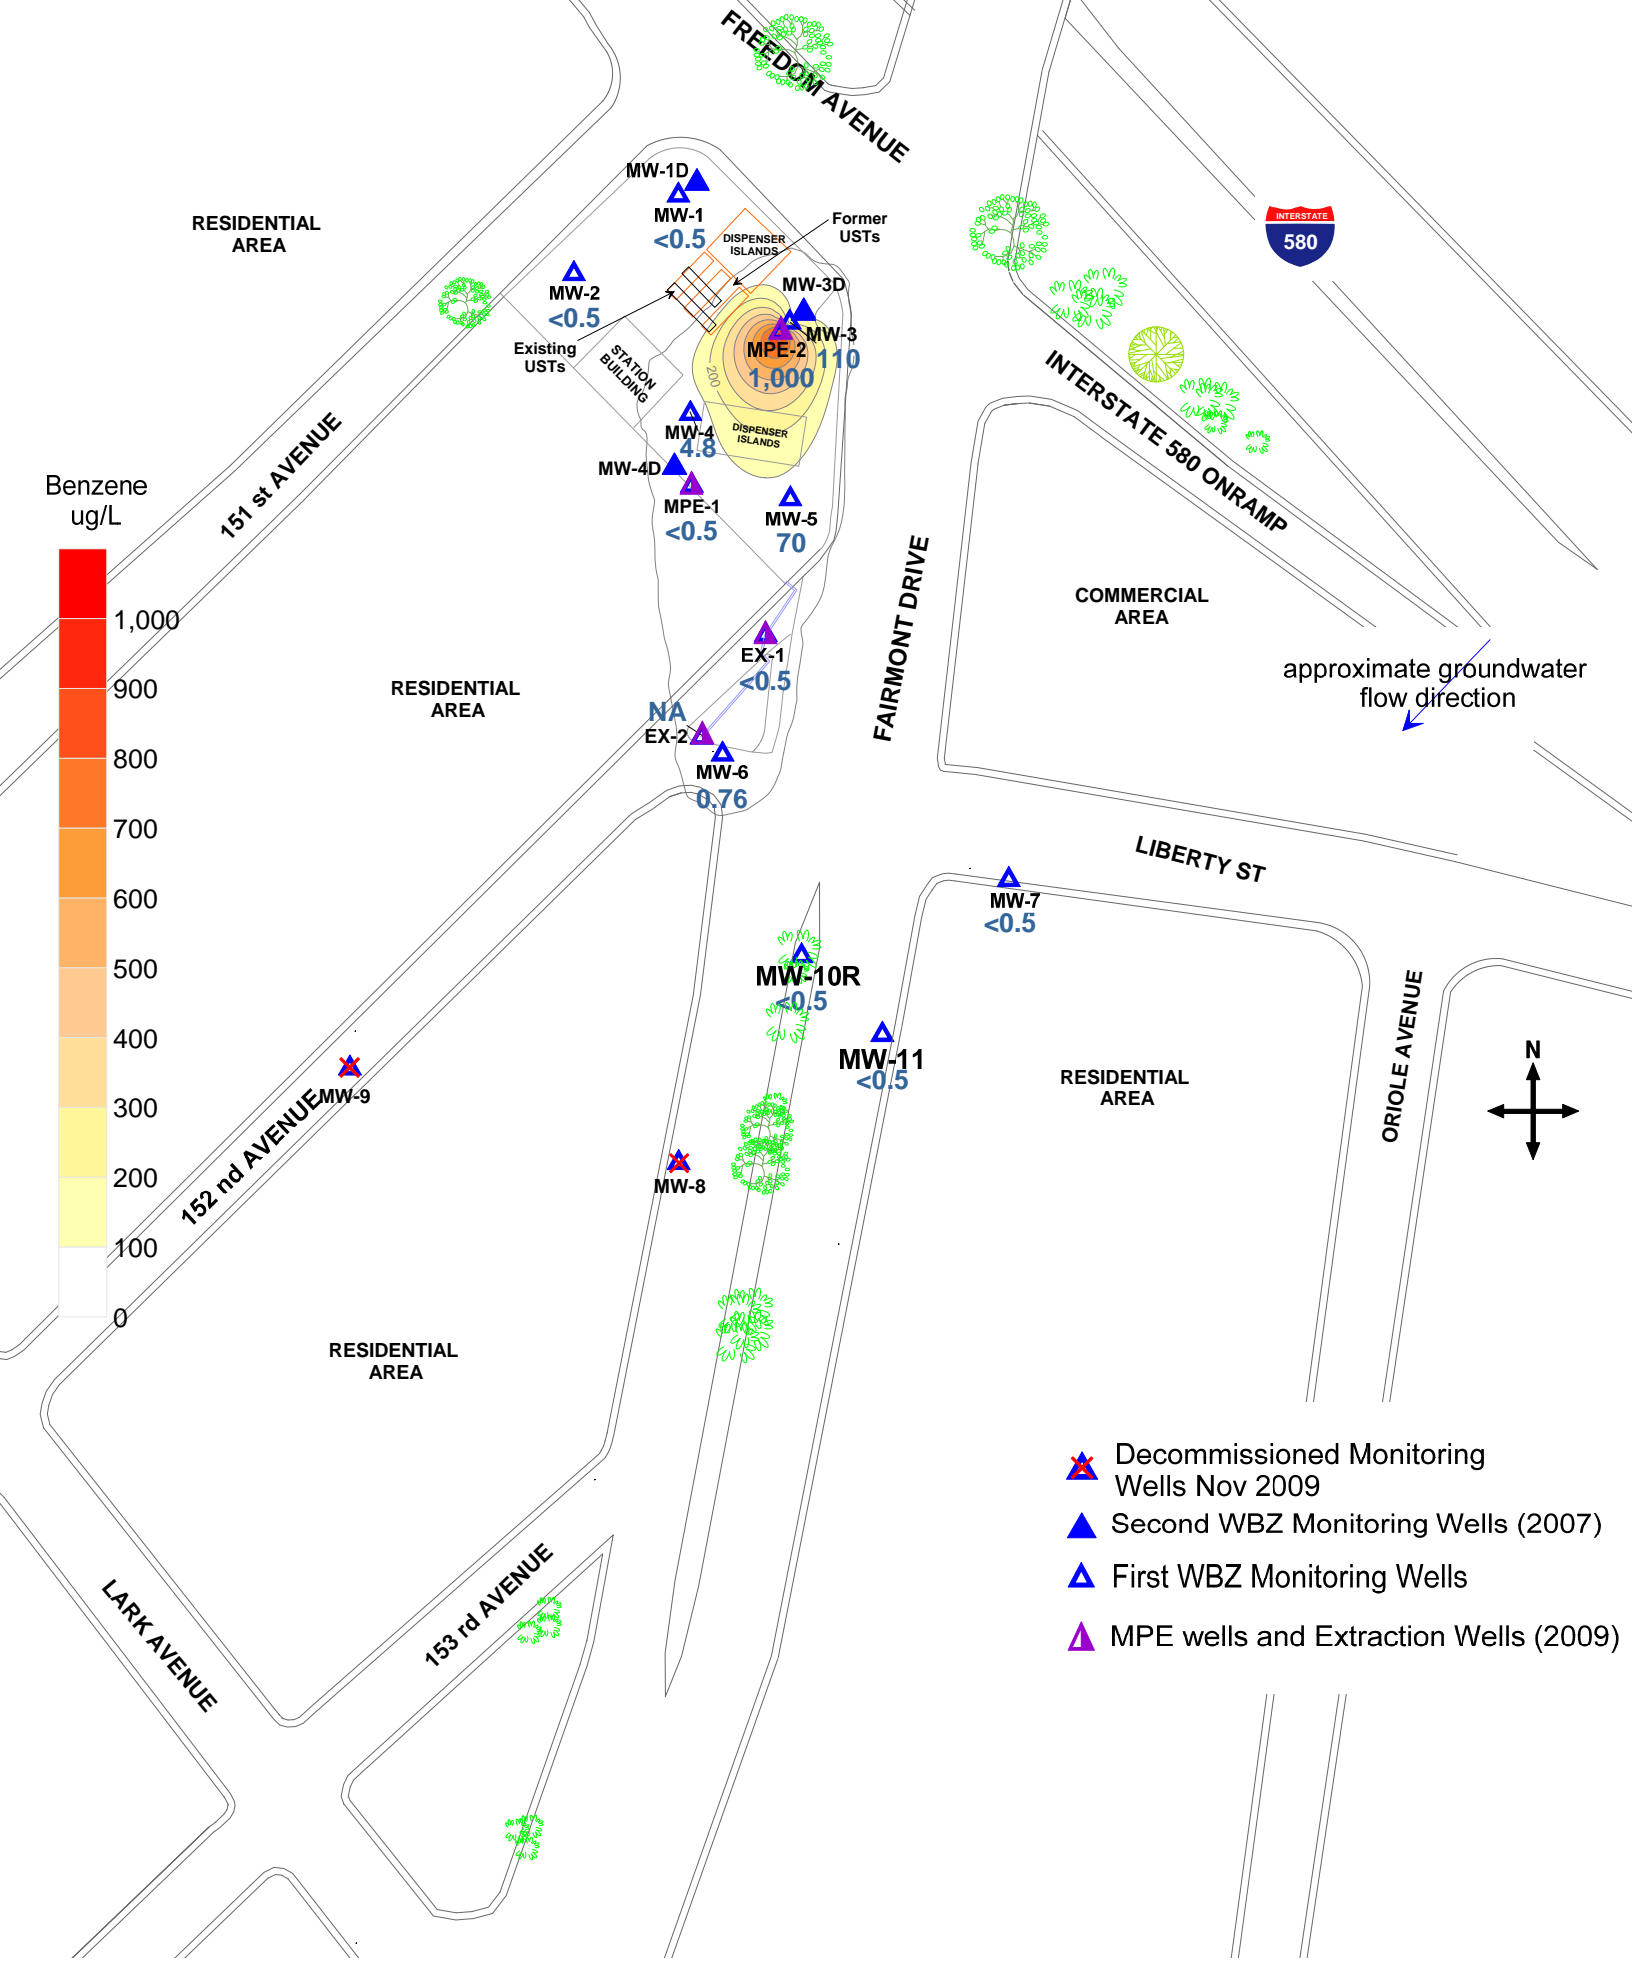 FREEDOM AVENUE
MW-1D
MW-1
<0.5
RESIDENTIAL
AREA
Former
USTs
DISPENSER
ISLANDS
INTERSTATE
580
MW-2
<0.5
MW-3D
MW-3
110
MPE-2
1,000
Existing
USTs
STATION
BUILDING
200
INTERSTATE 580 ONRAMP
MW-4
4.8
DISPENSER
ISLANDS
MW-4D
MPE-1
<0.5
MW-5
70
151 st AVENUE
Benzene
ug/L
1,000
900
800
700
600
500
400
300
200
100
0
FAIRMONT DRIVE
COMMERCIAL
AREA
EX-1
<0.5
approximate groundwater
flow direction
RESIDENTIAL
AREA
NA
EX-2
MW-6
0.76
LIBERTY ST
MW-7
<0.5
MW-10R
<0.5
MW-11
<0.5
ORIOLE AVENUE
N
RESIDENTIAL
AREA
MW-9
152 nd AVENUE
MW-8
RESIDENTIAL
AREA
Decommissioned Monitoring
Wells Nov 2009
Second WBZ Monitoring Wells (2007)
First WBZ Monitoring Wells
MPE wells and Extraction Wells (2009)
153 rd AVENUE
LARK AVENUE